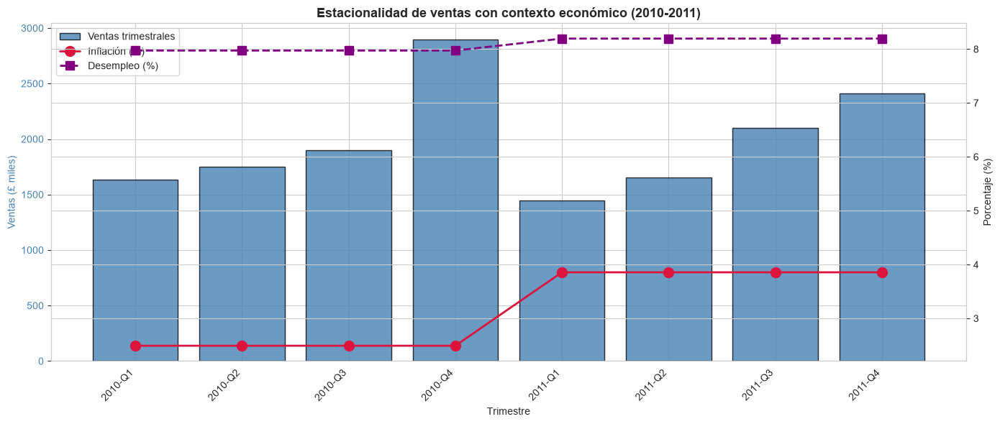 Estacionalidad de ventas con contexto económico (2010-2011)
Ventas trimestrales
Inflación (%)
Desempleo (%)
Ventas (£ miles)
3000
2500
2000
1500
1000
500
0
8
7
6
5
4
3
Porcentaje (%)
2010-Q1
2010-Q2
2010-Q3
2010-Q4
2011-Q1
2011-Q2
2011-Q3
2011-Q4
Trimestre